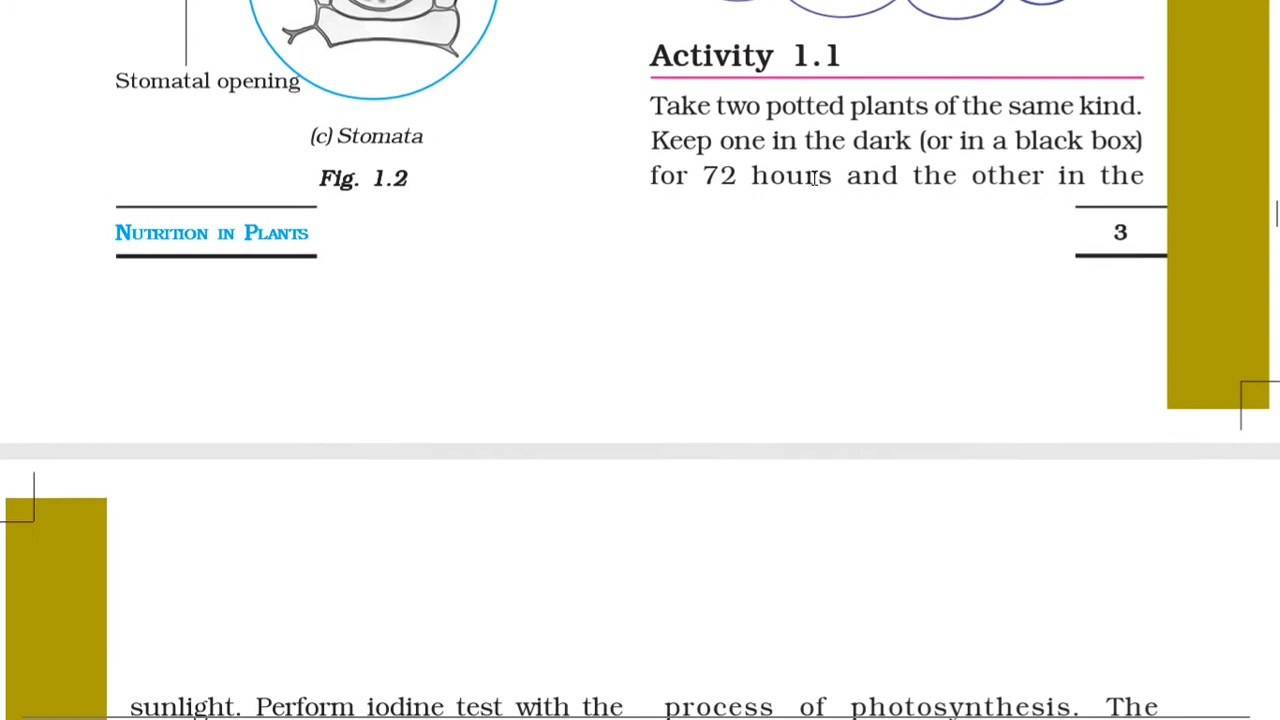 Stomatal opening
(c) Stomata
Fig. 1.2
Activity 1.1
Take two potted plants of the same kind.
Keep one in the dark (or in a black box)
for 72 hours and the other in the
NUTRITION IN PLANTS
3
sunlight. Perform iodine test with the
process of photosynthesis. The